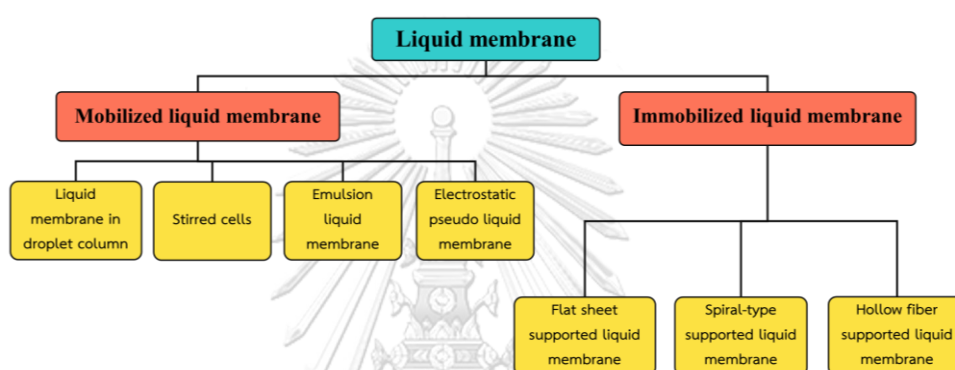 Liquid membrane
Mobilized liquid membrane
Immobilized liquid membrane
Liquid
membrane in
droplet column
Stirred cells
Emulsion
liquid
membrane
Electrostatic
pseudo liquid
membrane
Flat sheet
supported liquid
membrane
Spiral-type
supported liquid
membrane
Hollow fiber
supported liquid
membrane